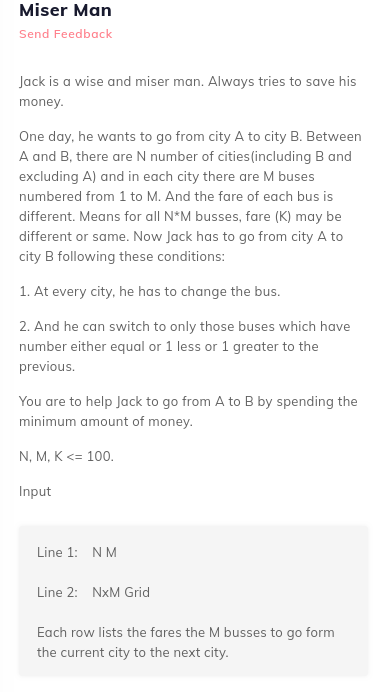 Miser Man
Send Feedback
Jack is a wise and miser man. Always tries to save his
money.
One day, he wants to go from city A to city B. Between
A and B, there are N number of cities(including B and
excluding A) and in each city there are M buses
numbered from 1 to M. And the fare of each bus is
different. Means for all N*M busses, fare (K) may be
different or same. Now Jack has to go from city A to
city B following these conditions:
1. At every city, he has to change the bus.
2. And he can switch to only those buses which have
number either equal or 1 less or 1 greater to the
previous.
You are to help Jack to go from A to B by spending the
minimum amount of money.
N, M, K <= 100.
Input
Line 1: N M
Line 2: NxM Grid
Each row lists the fares the M busses to go form
the current city to the next city.